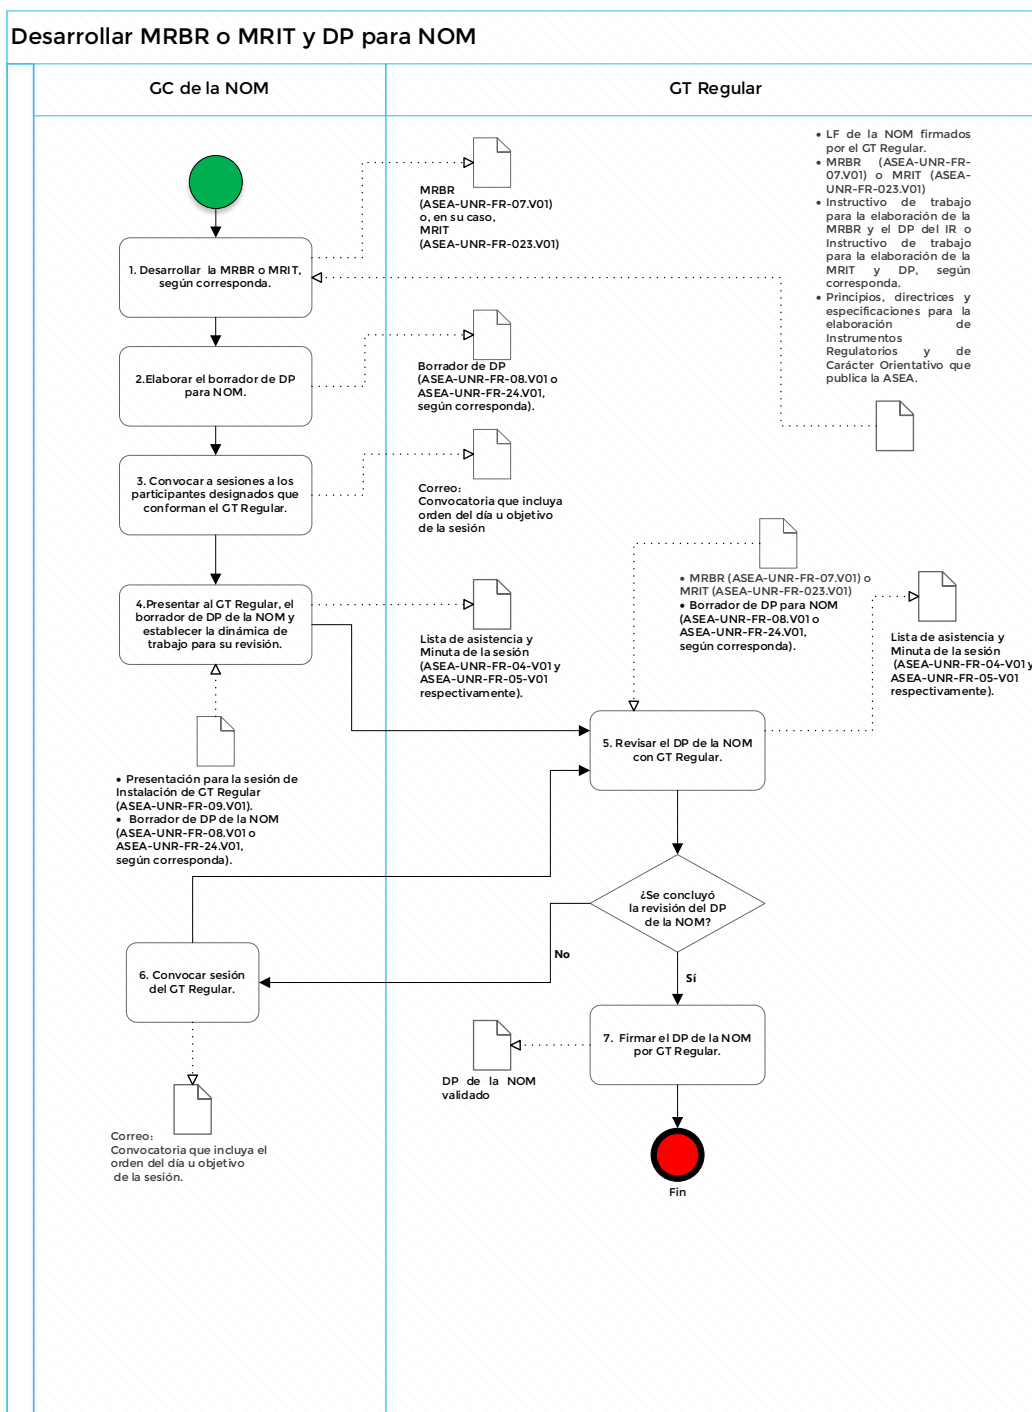 Desarrollar MRBR o MRIT y DP para NOM
GC de la NOM
GT Regular
MRBR
(ASEA-UNR-FR-07.V01)
o, en su caso,
MRIT
(ASEA-UNR-FR-023.V01)
• LF de la NOM firmados
por el GT Regular.
• MRBR (ASEA-UNR-FR-
07.V01) o MRIT (ASEA-
UNR-FR-023.V01)
• Instructivo de trabajo
para la elaboración de la
MRBR y el DP del IR o
Instructivo de trabajo
para la elaboración de la
MRIT y DP, según
corresponda.
• Principios, directrices y
especificaciones para la
elaboración de
Instrumentos
Regulatorios y de
Carácter Orientativo que
publica la ASEA.
1. Desarrollar la MRBR o MRIT,
según corresponda.
2.Elaborar el borrador de DP
para NOM.
Borrador de DP
(ASEA-UNR-FR-08.V01 o
ASEA-UNR-FR-24.V01,
según corresponda).
3. Convocar a sesiones a los
participantes designados que
conforman el GT Regular.
Correo:
Convocatoria que incluya
orden del día u objetivo
de la sesión
4.Presentar al GT Regular, el
borrador de DP de la NOM y
establecer la dinámica de
trabajo para su revisión.
Lista de asistencia y
Minuta de la sesión
(ASEA-UNR-FR-04-V01 y
ASEA-UNR-FR-05-V01
respectivamente).
• MRBR (ASEA-UNR-FR-07.V01) o
MRIT (ASEA-UNR-FR-023.V01)
• Borrador de DP para NOM
(ASEA-UNR-FR-08.V01 o
ASEA-UNR-FR-24.V01,
según corresponda).
Lista de asistencia y
Minuta de la sesión
(ASEA-UNR-FR-04-V01 y
ASEA-UNR-FR-05-V01
respectivamente).
• Presentación para la sesión de
Instalación de GT Regular
(ASEA-UNR-FR-09.V01).
• Borrador de DP de la NOM
(ASEA-UNR-FR-08.V01 o
ASEA-UNR-FR-24.V01,
según corresponda).
5. Revisar el DP de la NOM
con GT Regular.
¿Se concluyó
la revisión del DP
de la NOM?
No
Sí
6. Convocar sesión
del GT Regular.
Correo:
Convocatoria que incluya el
orden del día u objetivo
de la sesión.
7. Firmar el DP de la NOM
por GT Regular.
DP de la NOM
validado
Fin